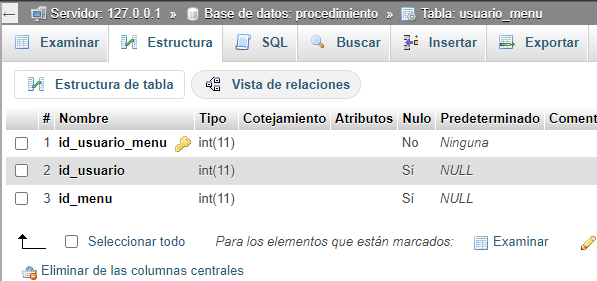 ← Servidor: 127.0.0.1 » Base de datos: procedimiento » Tabla: usuario_menu
Examinar Estructura SQL Buscar Insertar Exportar
Estructura de tabla Vista de relaciones
# Nombre Tipo Cotejamiento Atributos Nulo Predeterminado Coment
1 id_usuario_menu int(11) No Ninguna
2 id_usuario int(11) Sí NULL
3 id_menu int(11) Sí NULL
Seleccionar todo Para los elementos que están marcados: Examinar
Eliminar de las columnas centrales